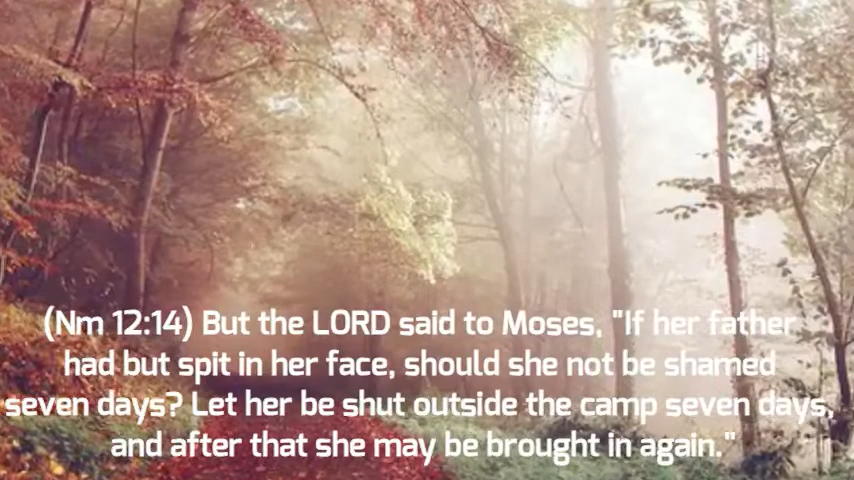 (Nm 12:14) But the LORD said to Moses, "If her father
had but spit in her face, should she not be shamed
seven days? Let her be shut outside the camp seven days,
and after that she may be brought in again."